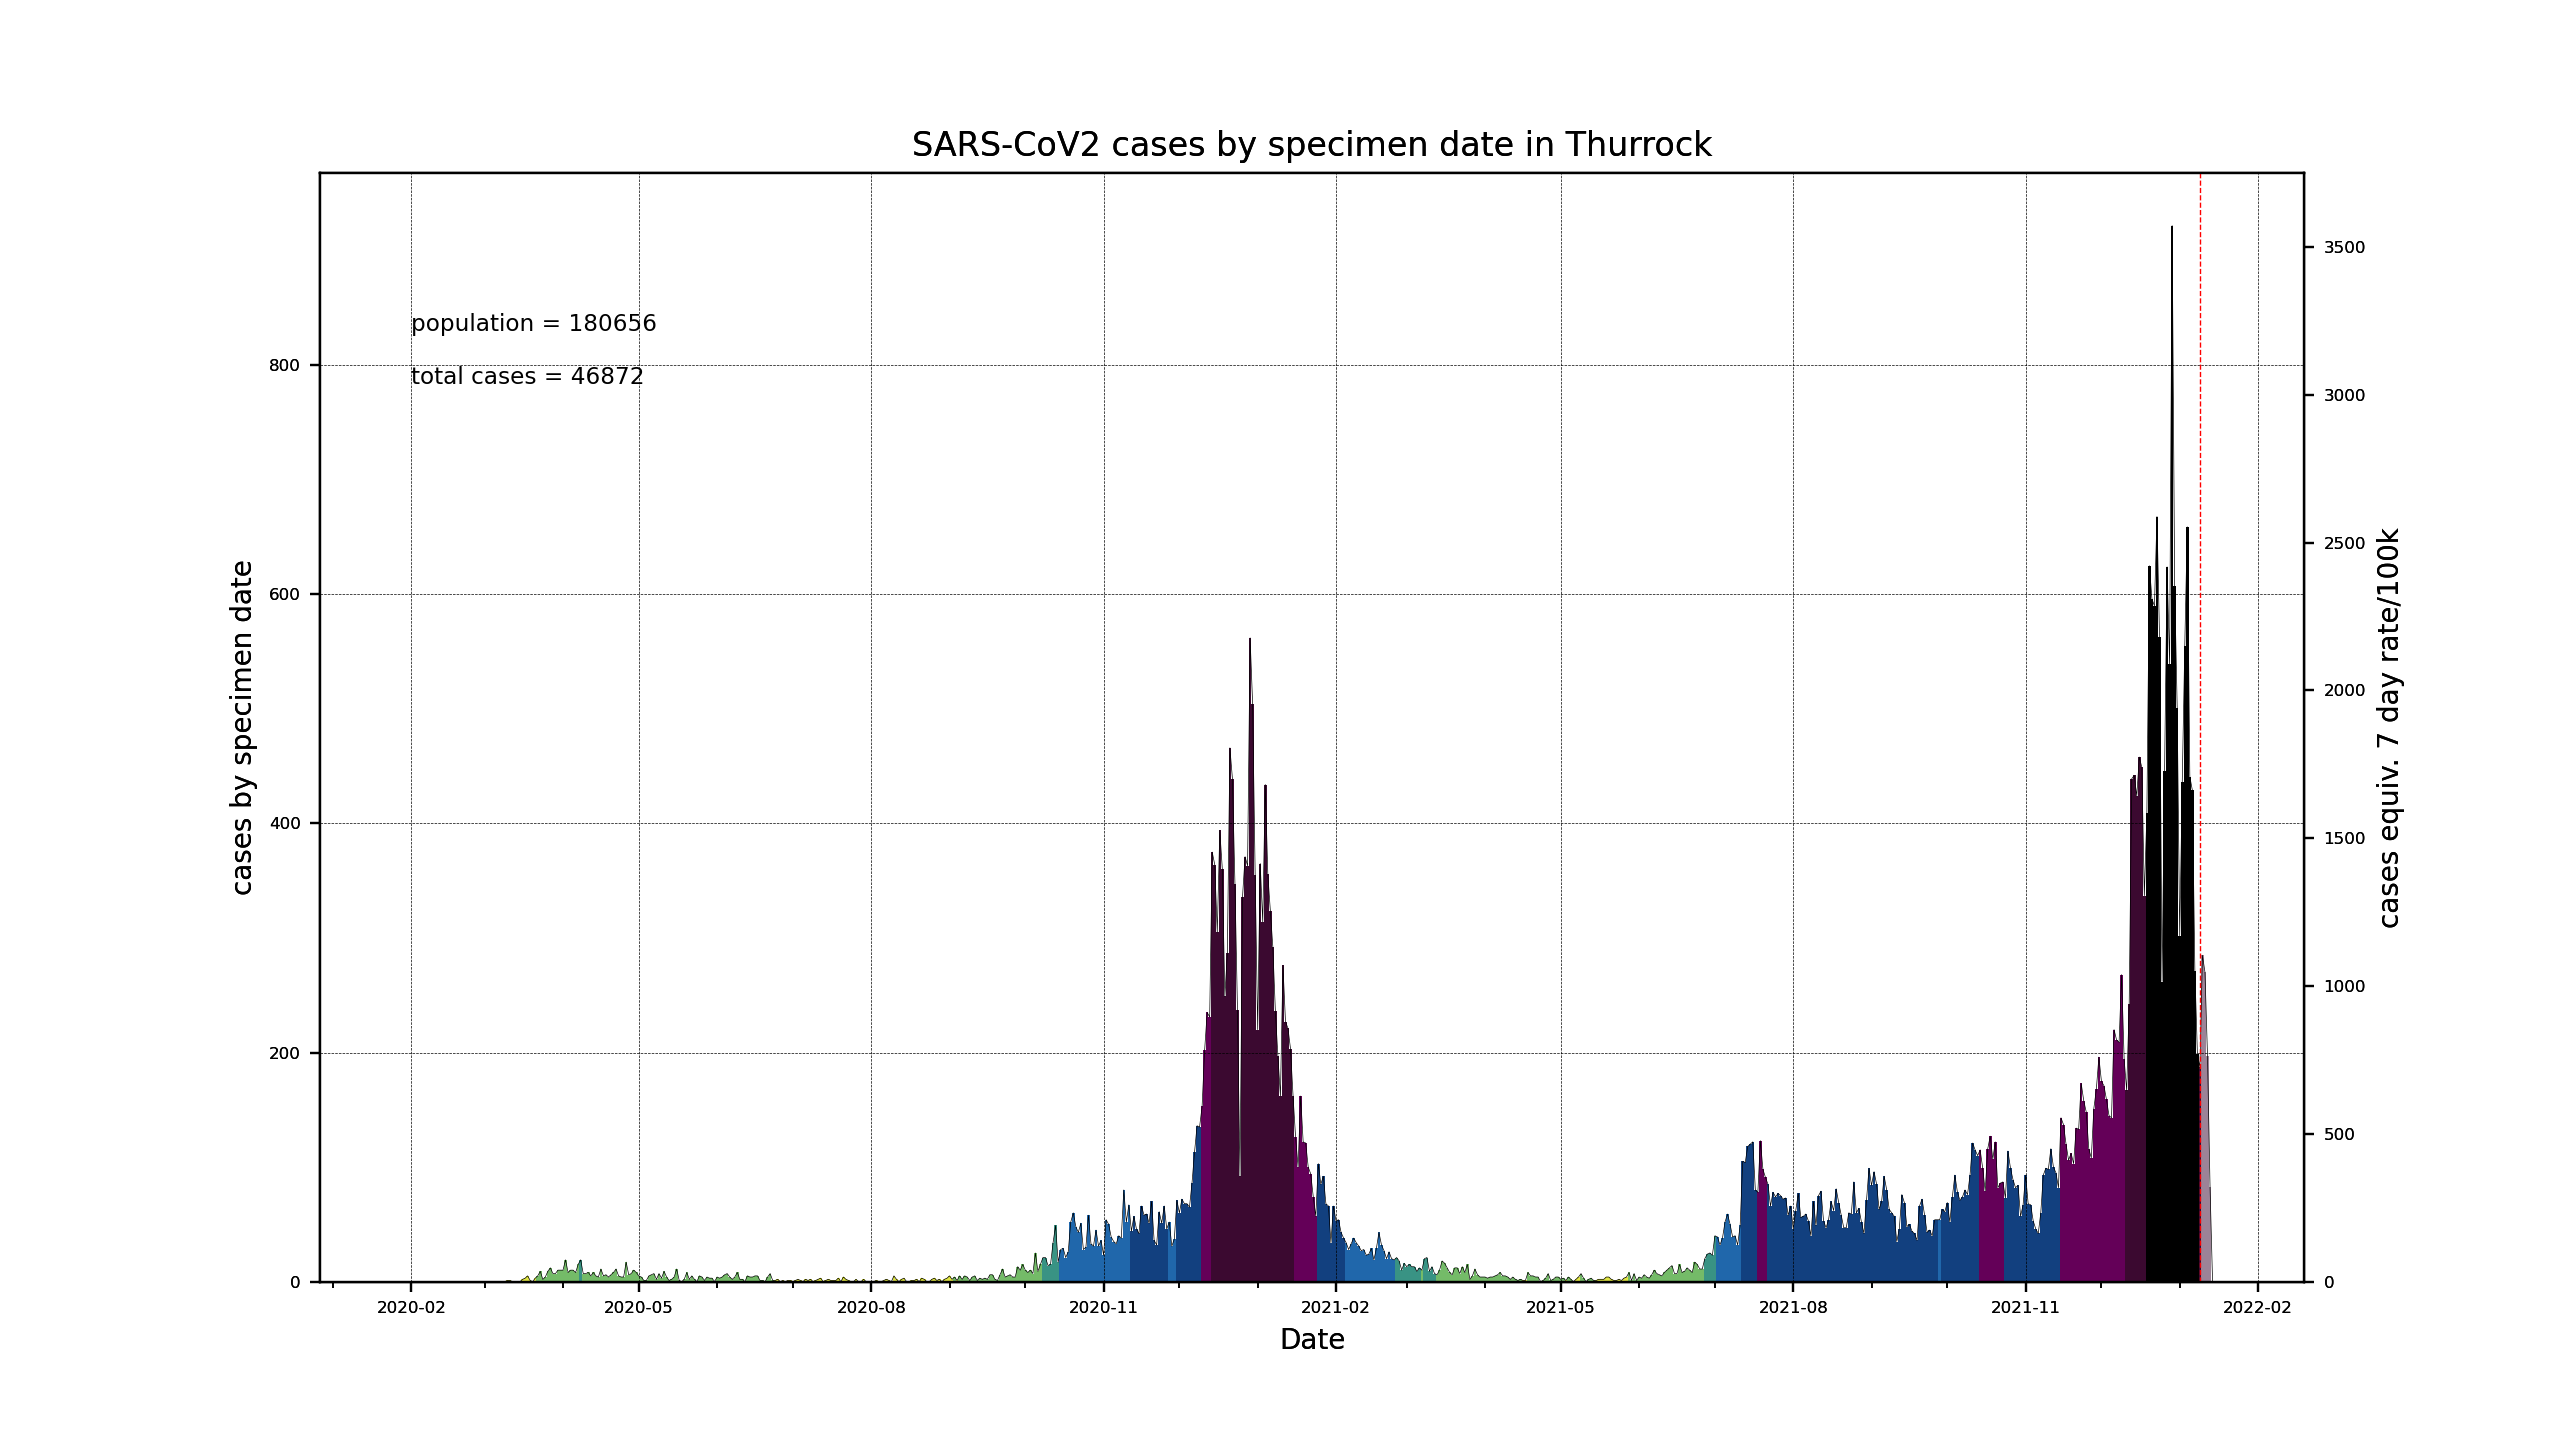 SARS-CoV2 cases by specimen date in Thurrock
population = 180656
total cases = 46872
cases by specimen date
800
600
400
200
0
3500
3000
2500
2000
1500
1000
500
0
cases equiv. 7 day rate/100k
2020-02 2020-05 2020-08 2020-11 2021-02 2021-05 2021-08 2021-11 2022-02
Date